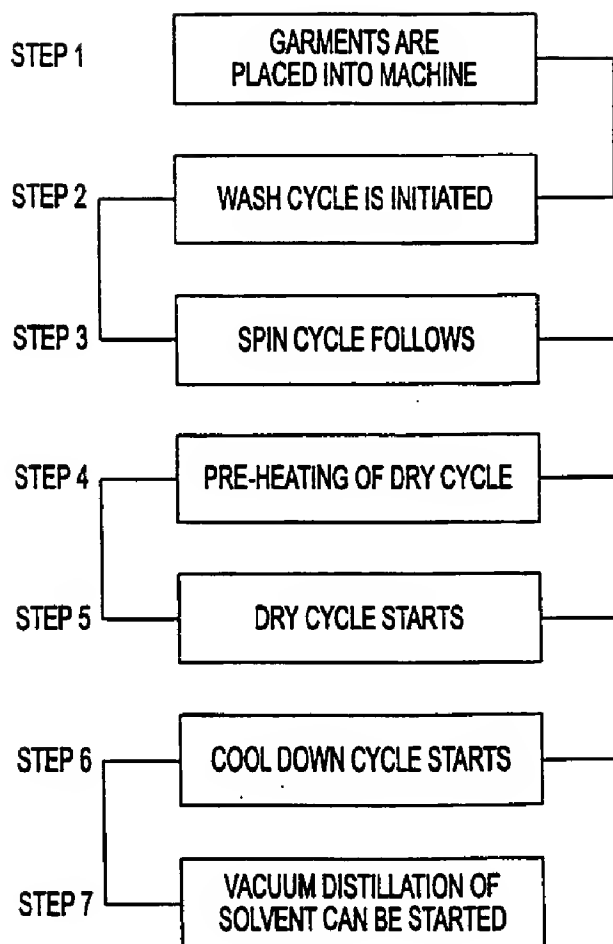 STEP 1
GARMENTS ARE
PLACED INTO MACHINE
STEP 2
WASH CYCLE IS INITIATED
STEP 3
SPIN CYCLE FOLLOWS
STEP 4
PRE-HEATING OF DRY CYCLE
STEP 5
DRY CYCLE STARTS
STEP 6
COOL DOWN CYCLE STARTS
STEP 7
VACUUM DISTILLATION OF
SOLVENT CAN BE STARTED